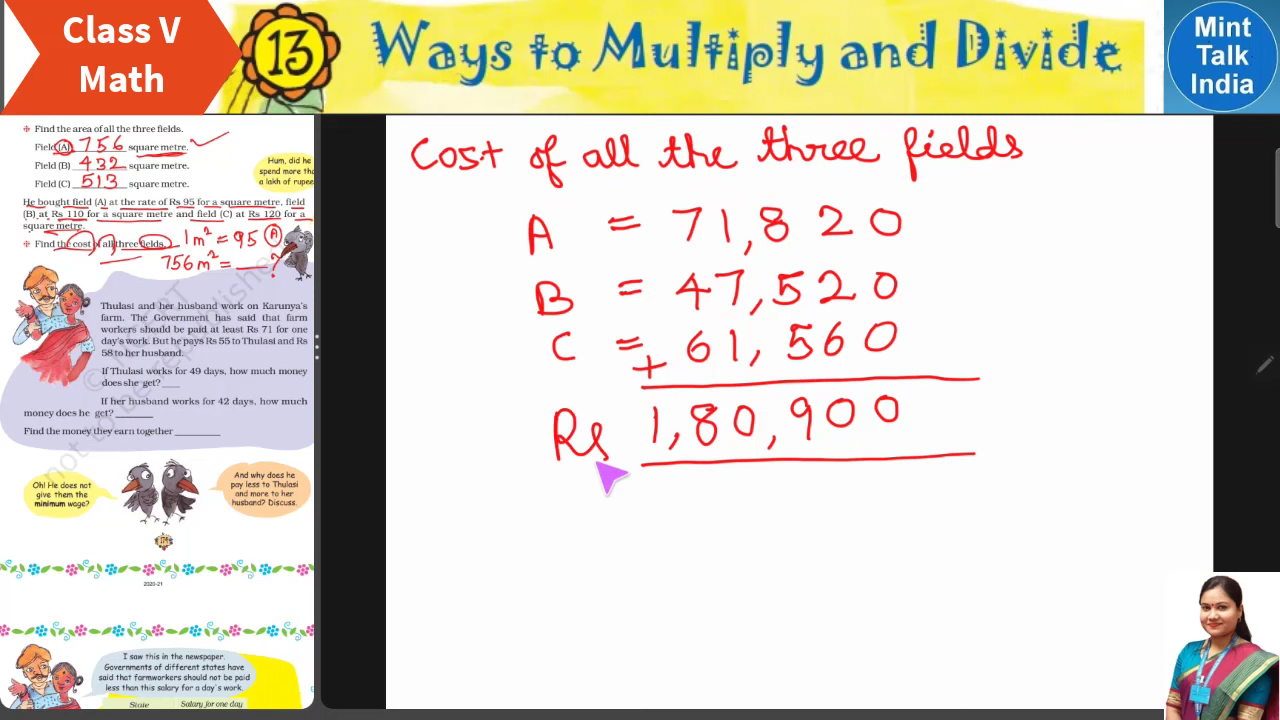 Class V
Math
13
Ways to Multiply and Divide
Mint
Talk
India
❉ Find the area of all the three fields.
Field (A) 756 square metre.
Field (B) 432 square metre.
Field (C) 513 square metre.
Hum, did he
spend more tha
a lakh of rupee
He bought field (A) at the rate of Rs 95 for a square metre, field
(B) at Rs 110 for a square metre and field (C) at Rs 120 for a
square metre.
❉ Find the cost of all three fields.
1m² = 95 (A)
756m² = ___?
Thulasi and her husband work on Karunya's
farm. The Government has said that farm
workers should be paid at least Rs 71 for one
day's work. But he pays Rs 55 to Thulasi and Rs
58 to her husband.
If Thulasi works for 49 days, how much money
does she get? ___
If her husband works for 42 days, how much
money does he get? ________
Find the money they earn together _________
Oh! He does not
give them the
minimum wage?
And why does he
pay less to Thulasi
and more to her
husband? Discuss.
174
2020-21
I saw this in the newspaper.
Governments of different states have
said that farmworkers should not be paid
less than this salary for a day's work.
State Salary for one day
Cost of all the three fields
A = 71,820
B = 47,520
C = + 61,560
Rs 1,80,900